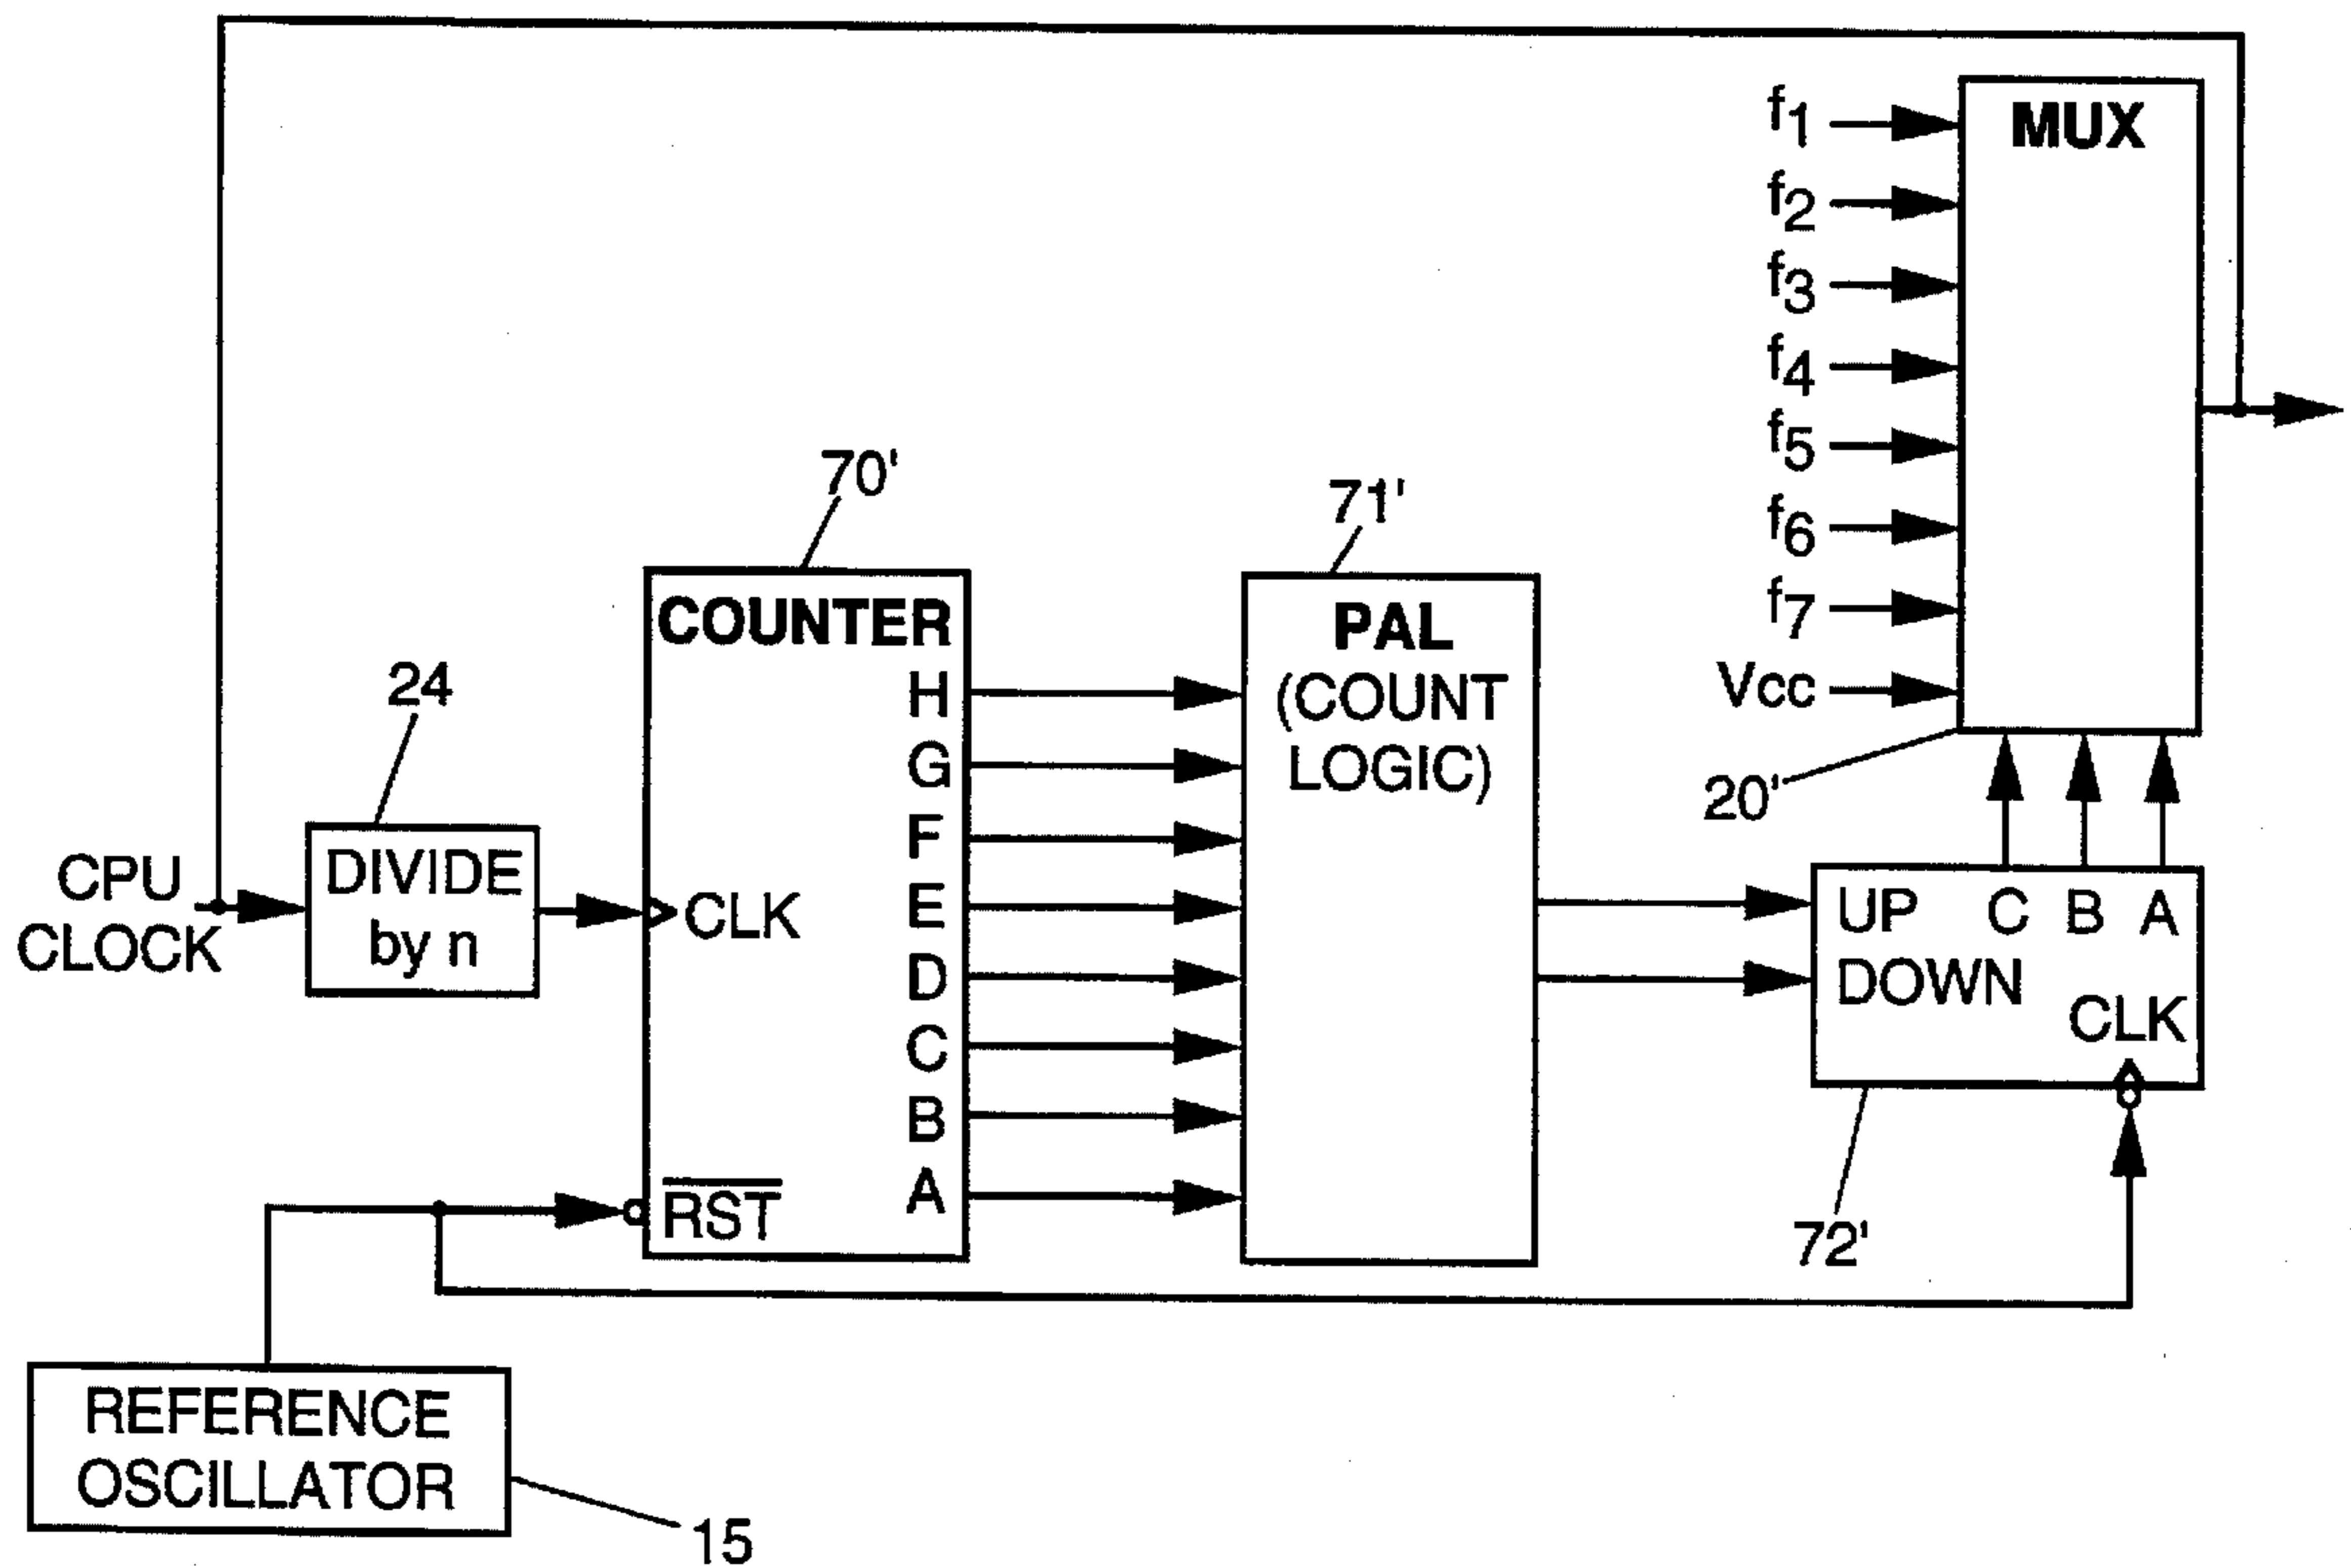 f1
MUX
f2
f3
f4
f5
f6
f7
Vcc
20'
70'
COUNTER
H
G
F
E
D
C
B
A
CLK
RST
71'
PAL
(COUNT
LOGIC)
24
DIVIDE
by n
CPU
CLOCK
UP C B A
DOWN
CLK
72'
REFERENCE
OSCILLATOR
15